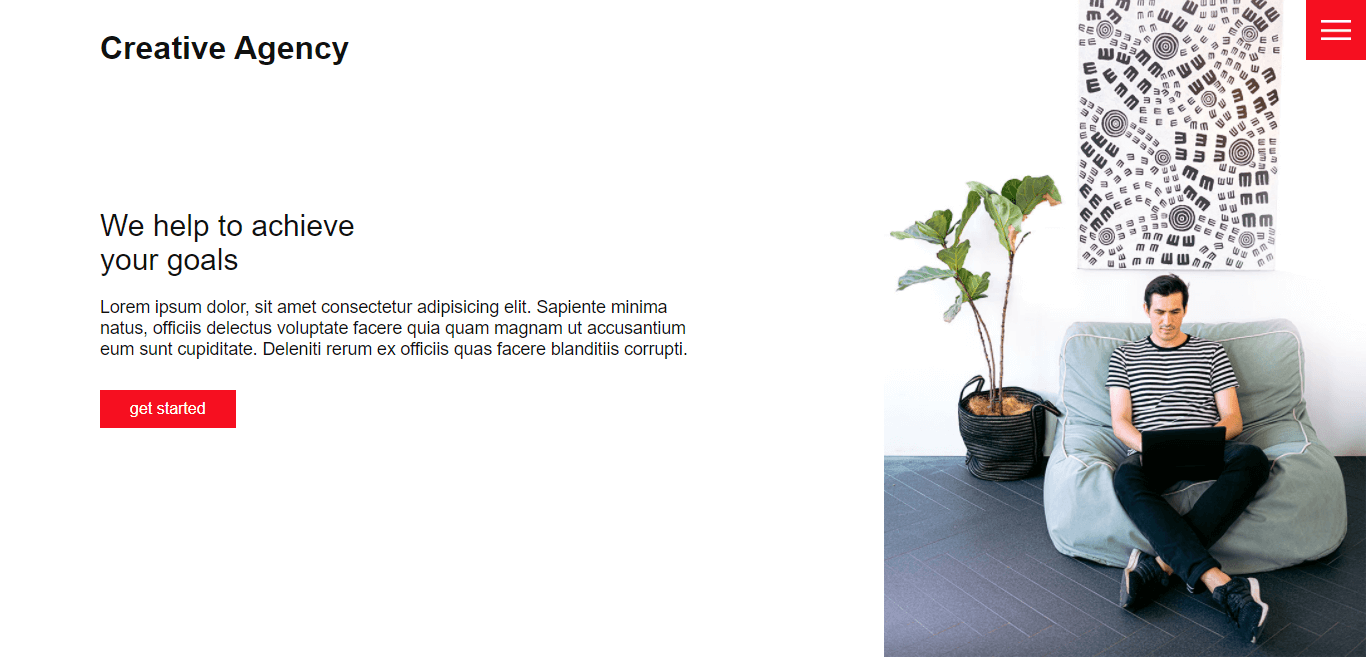 Creative Agency
We help to achieve
your goals
Lorem ipsum dolor, sit amet consectetur adipisicing elit. Sapiente minima
natus, officiis delectus voluptate facere quia quam magnam ut accusantium
eum sunt cupiditate. Deleniti rerum ex officiis quas facere blanditiis corrupti.
get started